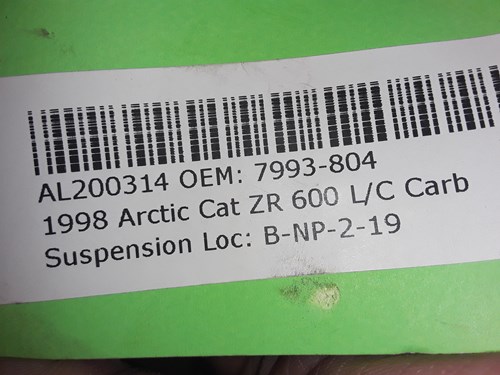 AL200314 OEM: 7993-804
1998 Arctic Cat ZR 600 L/C Carb
Suspension Loc: B-NP-2-19